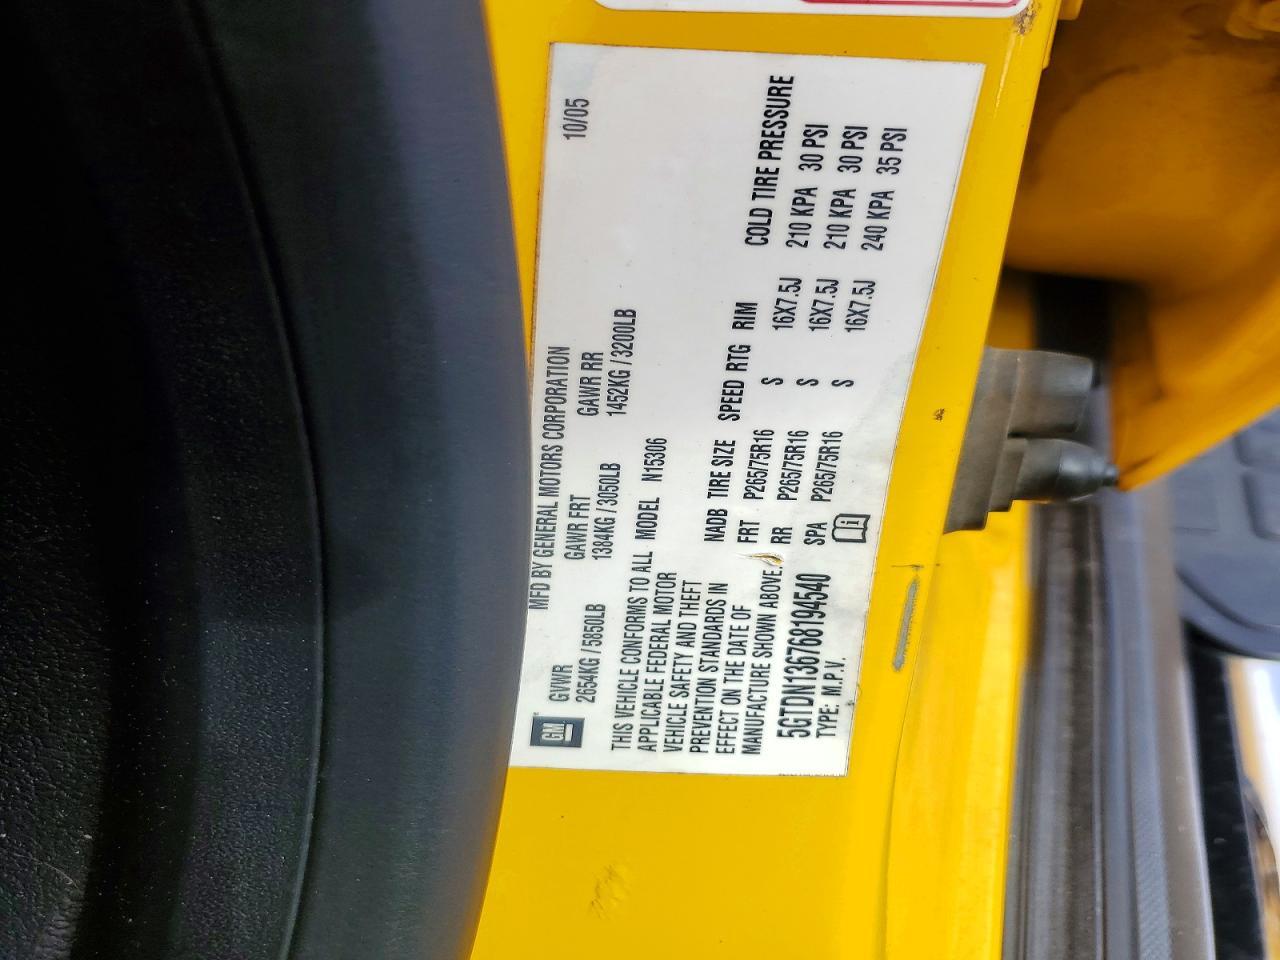 GM
MFD BY GENERAL MOTORS CORPORATION
10/05
GVWR GAWR FRT GAWR RR
2654KG / 5850LB 1384KG / 3050LB 1452KG / 3200LB
THIS VEHICLE CONFORMS TO ALL
APPLICABLE FEDERAL MOTOR
VEHICLE SAFETY AND THEFT
PREVENTION STANDARDS IN
EFFECT ON THE DATE OF
MANUFACTURE SHOWN ABOVE.
5GTDN136768194540
TYPE: M.P.V.
MODEL N15306
NADB TIRE SIZE SPEED RTG RIM COLD TIRE PRESSURE
FRT P265/75R16 S 16X7.5J 210 KPA 30 PSI
RR P265/75R16 S 16X7.5J 210 KPA 30 PSI
SPA P265/75R16 S 16X7.5J 240 KPA 35 PSI